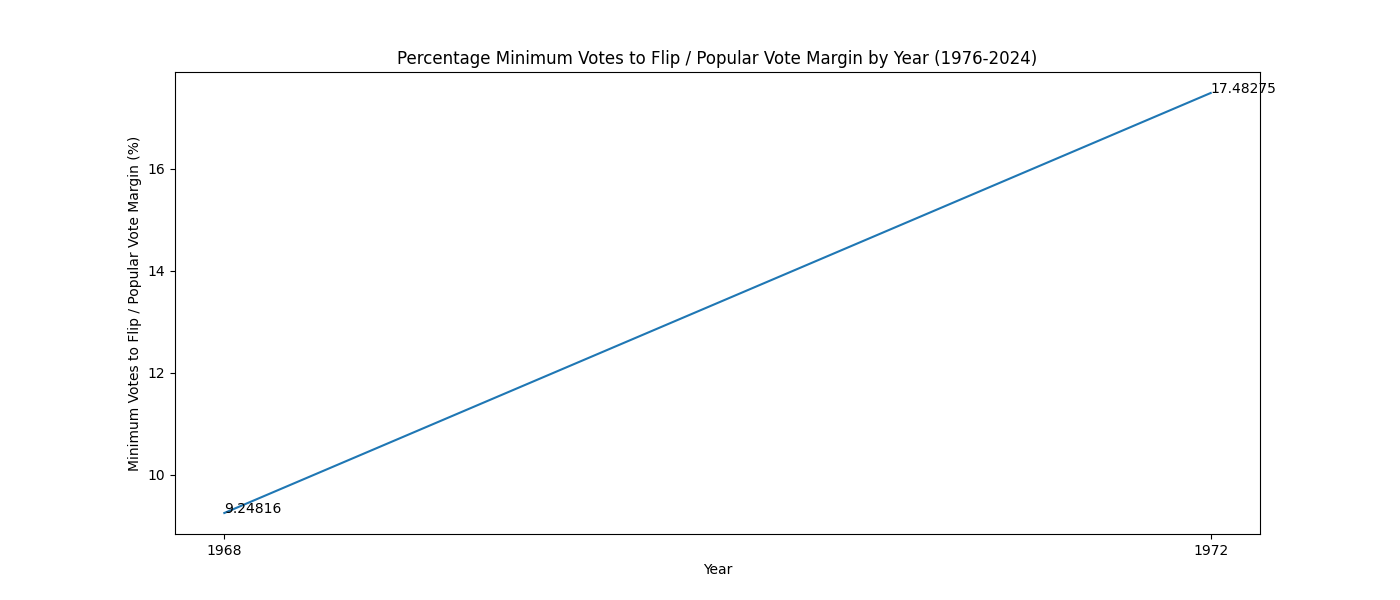 Percentage Minimum Votes to Flip / Popular Vote Margin by Year (1976-2024)
17.48275
Minimum Votes to Flip / Popular Vote Margin (%)
16
14
12
10
9.24816
1968
1972
Year